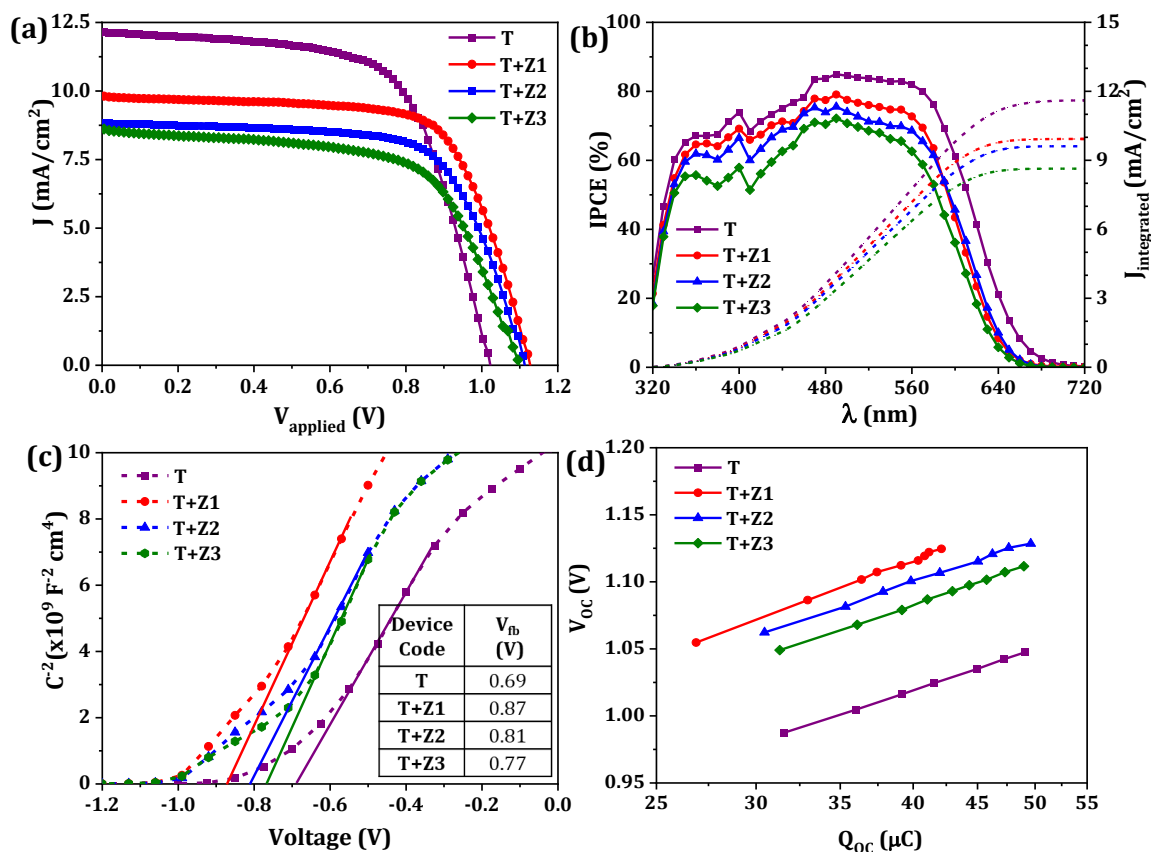 (a)
12.5
10.0
7.5
5.0
2.5
0.0
J (mA/cm²)
0.0 0.2 0.4 0.6 0.8 1.0 1.2
V_applied (V)
T
T+Z1
T+Z2
T+Z3
(b)
100
80
60
40
20
0
IPCE (%)
320 400 480 560 640 720
λ (nm)
15
12
9
6
3
0
J_integrated (mA/cm²)
T
T+Z1
T+Z2
T+Z3
(c)
10
8
6
4
2
0
C⁻²(x10⁹ F⁻² cm⁴)
-1.2 -1.0 -0.8 -0.6 -0.4 -0.2 0.0
Voltage (V)
T
T+Z1
T+Z2
T+Z3
Device Code V_fb (V)
T 0.69
T+Z1 0.87
T+Z2 0.81
T+Z3 0.77
(d)
1.20
1.15
1.10
1.05
1.00
0.95
V_OC (V)
25 30 35 40 45 50 55
Q_OC (μC)
T
T+Z1
T+Z2
T+Z3